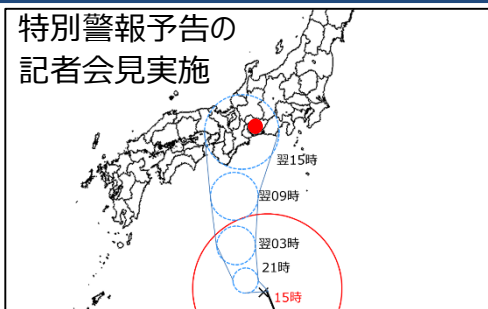 特別警報予告の
記者会見実施
翌15時
翌09時
翌03時
21時
15時